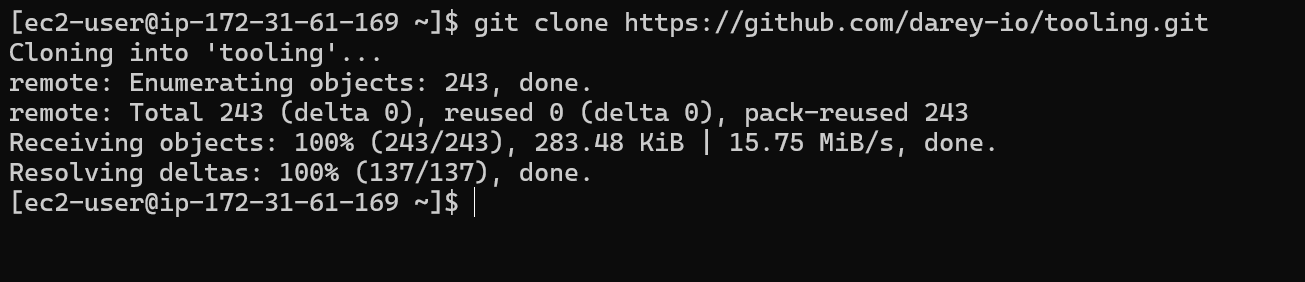 [ec2-user@ip-172-31-61-169 ~]$ git clone https://github.com/darey-io/tooling.git
Cloning into 'tooling'...
remote: Enumerating objects: 243, done.
remote: Total 243 (delta 0), reused 0 (delta 0), pack-reused 243
Receiving objects: 100% (243/243), 283.48 KiB | 15.75 MiB/s, done.
Resolving deltas: 100% (137/137), done.
[ec2-user@ip-172-31-61-169 ~]$